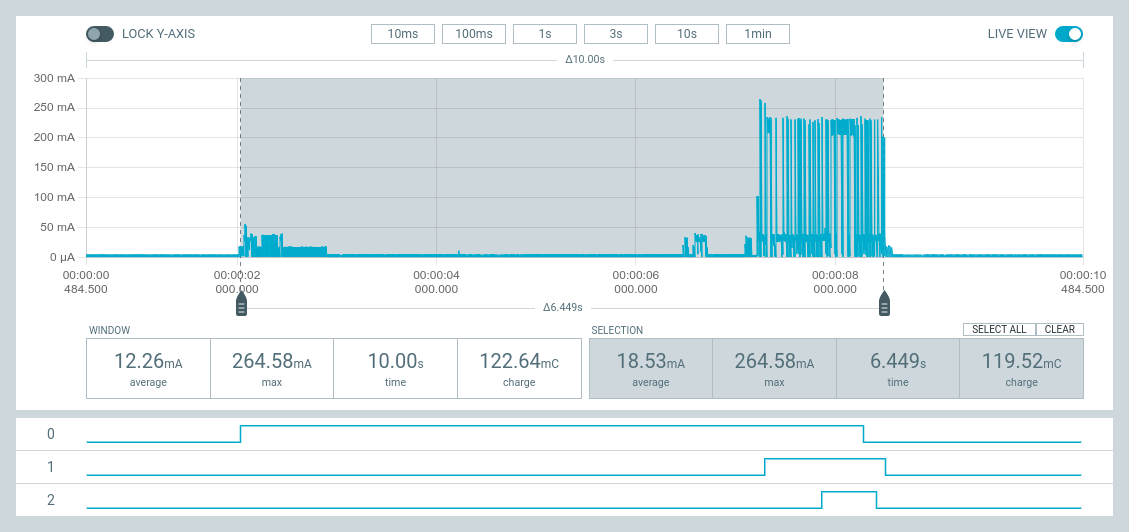 LOCK Y-AXIS 10ms 100ms 1s 3s 10s 1min LIVE VIEW
Δ10.00s
300 mA
250 mA
200 mA
150 mA
100 mA
50 mA
0 µA
00:00:00 00:00:02 00:00:04 00:00:06 00:00:08 00:00:10
484.500 000.000 000.000 000.000 000.000 484.500
Δ6.449s
WINDOW SELECTION SELECT ALL CLEAR
12.26mA 264.58mA 10.00s 122.64mC 18.53mA 264.58mA 6.449s 119.52mC
average max time charge average max time charge
0
1
2